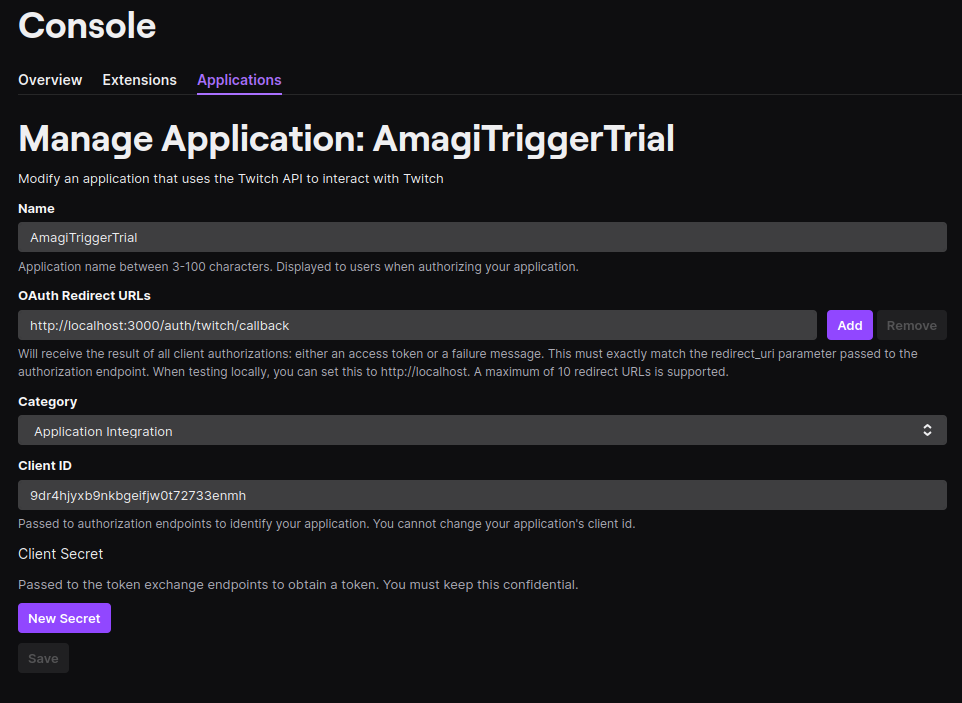 Console
Overview Extensions Applications
Manage Application: AmagiTriggerTrial
Modify an application that uses the Twitch API to interact with Twitch
Name
AmagiTriggerTrial
Application name between 3-100 characters. Displayed to users when authorizing your application.
OAuth Redirect URLs
http://localhost:3000/auth/twitch/callback Add Remove
Will receive the result of all client authorizations: either an access token or a failure message. This must exactly match the redirect_uri parameter passed to the
authorization endpoint. When testing locally, you can set this to http://localhost. A maximum of 10 redirect URLs is supported.
Category
Application Integration
Client ID
9dr4hjyxb9nkbgeifjw0t72733enmh
Passed to authorization endpoints to identify your application. You cannot change your application's client id.
Client Secret
Passed to the token exchange endpoints to obtain a token. You must keep this confidential.
New Secret
Save